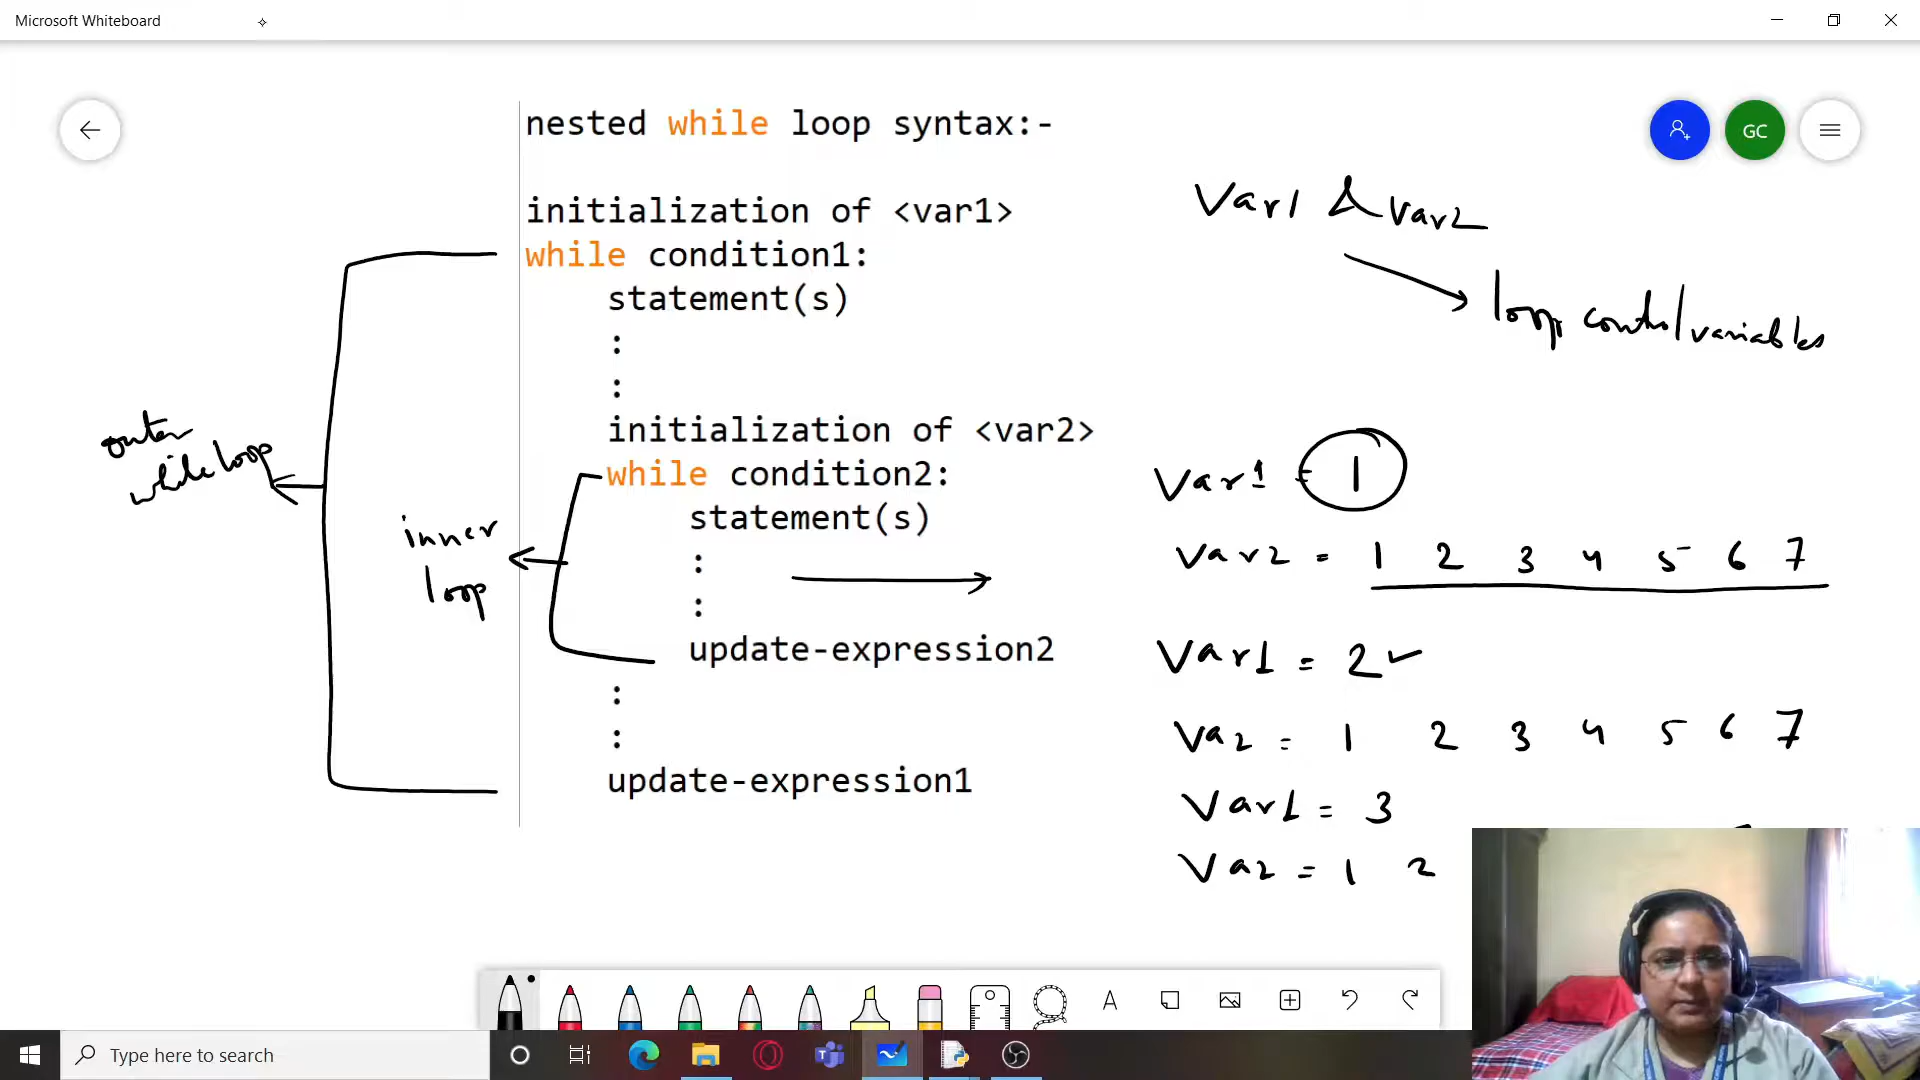 Microsoft Whiteboard
nested while loop syntax:-
GC
initialization of <var1>
while condition1:
statement(s)
:
:
initialization of <var2>
while condition2:
statement(s)
:
:
update-expression2
:
:
update-expression1
outer
while loop
inner
loop
Var1 & Var2
loop control variables
Var1 = 1
Var2 = 1 2 3 4 5 6 7
Var1 = 2
Va2 = 1 2 3 4 5 6 7
Var1 = 3
Va2 = 1 2
A
Type here to search